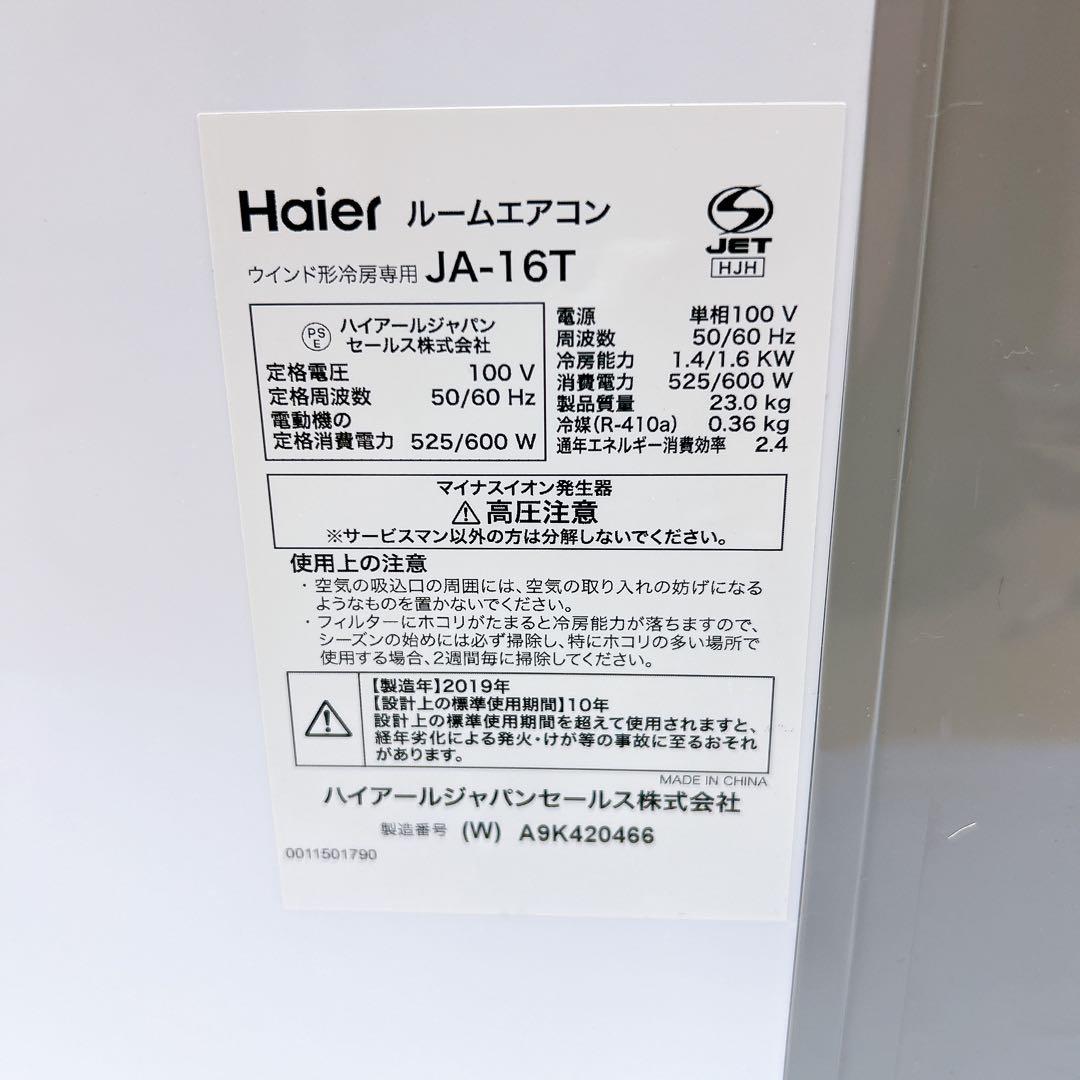 Haier ルームエアコン
ウインド形冷房専用 JA-16T
JET
HJH
PS
E
ハイアールジャパン
セールス株式会社
定格電圧 100 V
定格周波数 50/60 Hz
電動機の
定格消費電力 525/600 W
電源 単相100 V
周波数 50/60 Hz
冷房能力 1.4/1.6 KW
消費電力 525/600 W
製品質量 23.0 kg
冷媒(R-410a) 0.36 kg
通年エネルギー消費効率 2.4
マイナスイオン発生器
⚠高圧注意
※サービスマン以外の方は分解しないでください。
使用上の注意
・空気の吸込口の周囲には、空気の取り入れの妨げになる
ようなものを置かないでください。
・フィルターにホコリがたまると冷房能力が落ちますので、
シーズンの始めには必ず掃除し、特にホコリの多い場所で
使用する場合、2週間毎に掃除してください。
【製造年】2019年
【設計上の標準使用期間】10年
設計上の標準使用期間を超えて使用されますと、
経年劣化による発火・けが等の事故に至るおそれ
があります。
MADE IN CHINA
ハイアールジャパンセールス株式会社
製造番号 (W) A9K420466
0011501790